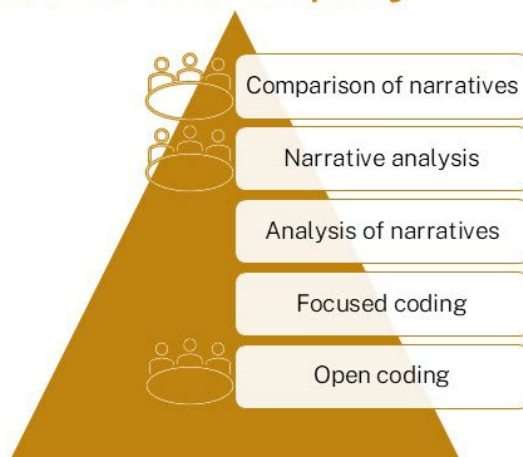 Comparison of narratives
Narrative analysis
Analysis of narratives
Focused coding
Open coding